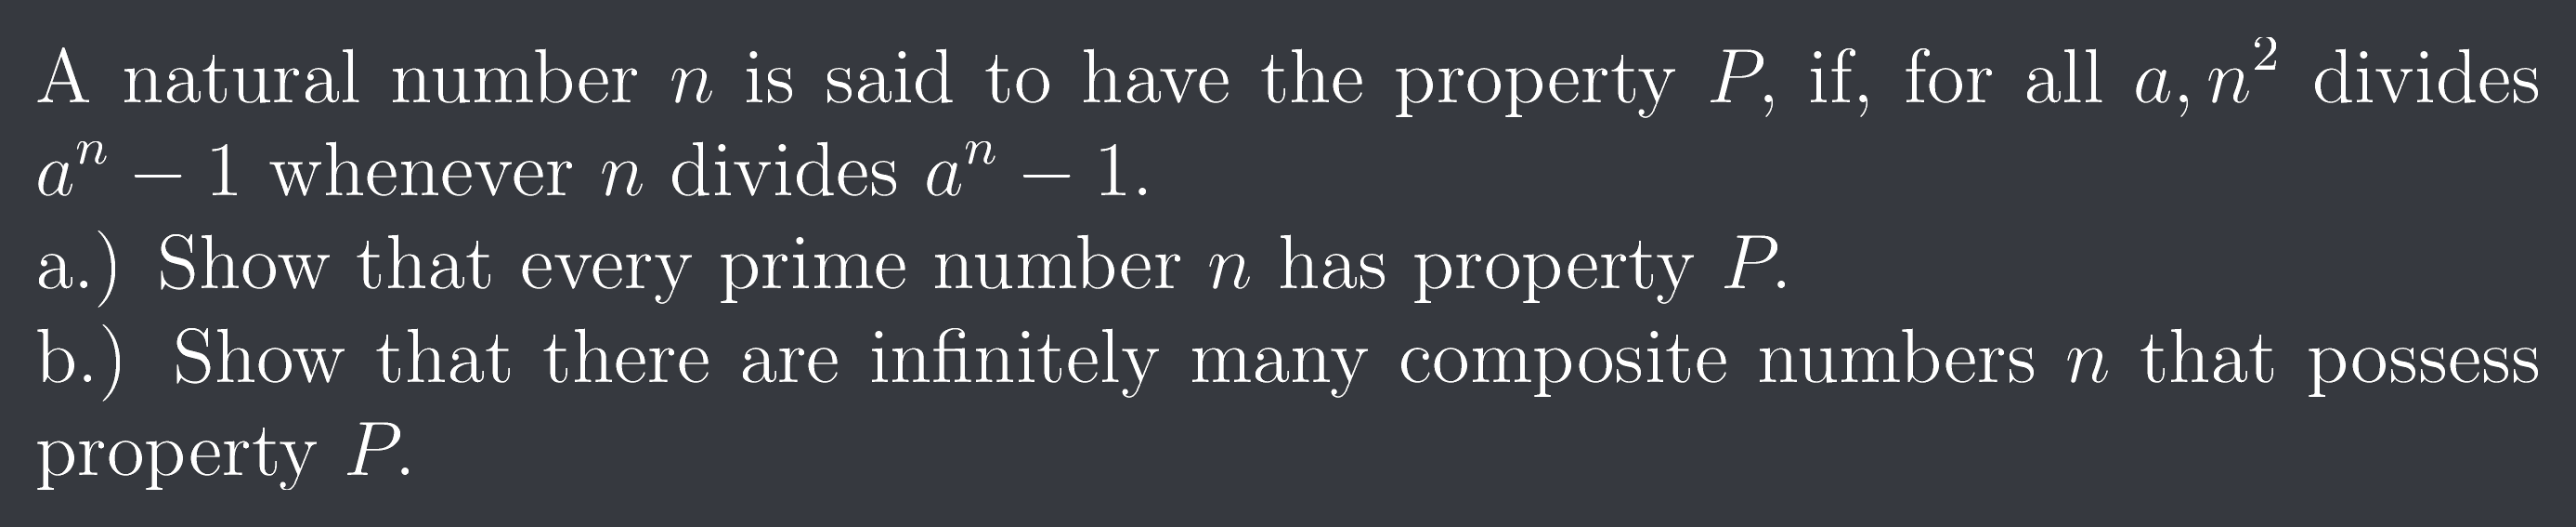 A natural number n is said to have the property P, if, for all a, n² divides
aⁿ − 1 whenever n divides aⁿ − 1.
a.) Show that every prime number n has property P.
b.) Show that there are infinitely many composite numbers n that possess
property P.